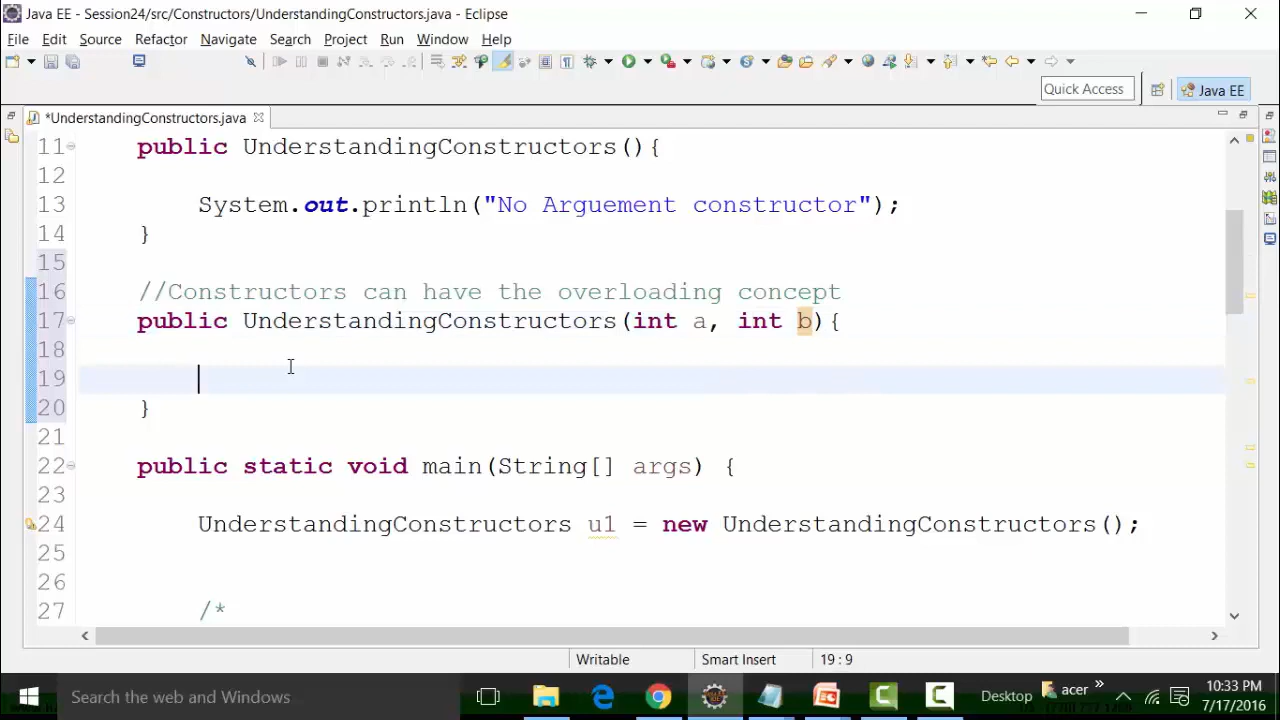 Java EE - Session24/src/Constructors/UnderstandingConstructors.java - Eclipse
File Edit Source Refactor Navigate Search Project Run Window Help
Quick Access
Java EE
*UnderstandingConstructors.java
11 public UnderstandingConstructors(){
12
13 System.out.println("No Arguement constructor");
14 }
15
16 //Constructors can have the overloading concept
17 public UnderstandingConstructors(int a, int b){
18
19
20 }
21
22 public static void main(String[] args) {
23
24 UnderstandingConstructors u1 = new UnderstandingConstructors();
25
26
27 /*
Writable Smart Insert 19 : 9
Search the web and Windows
Desktop
acer
10:33 PM
7/17/2016